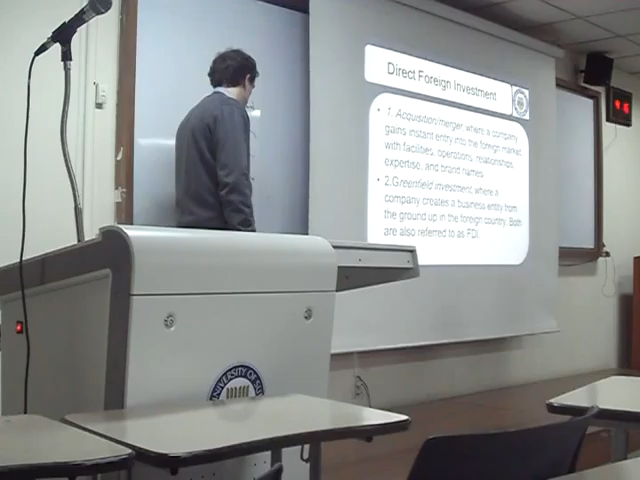 Direct Foreign Investment
• 1. Acquisition/merger, where a company
gains instant entry into the foreign market
with facilities, operations, relationships
expertise, and brand names.
• 2.Greenfield investment, where a
company creates a business entity from
the ground up in the foreign country. Both
are also referred to as FDI.
UNIVERSITY OF SU